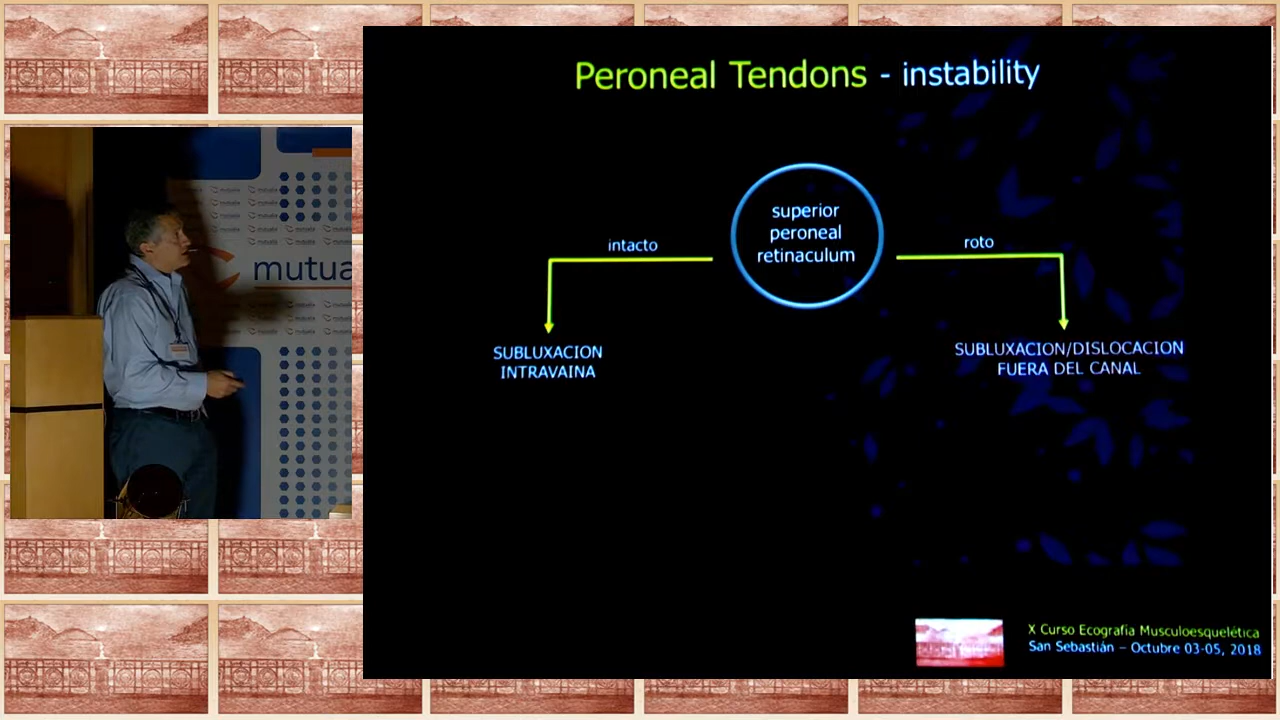 Peroneal Tendons - instability
superior
peroneal
retinaculum
intacto
roto
SUBLUXACION
INTRAVAINA
SUBLUXACION/DISLOCACION
FUERA DEL CANAL
mutua
X Curso Ecografía Musculoesquelética
San Sebastián – Octubre 03-05, 2018